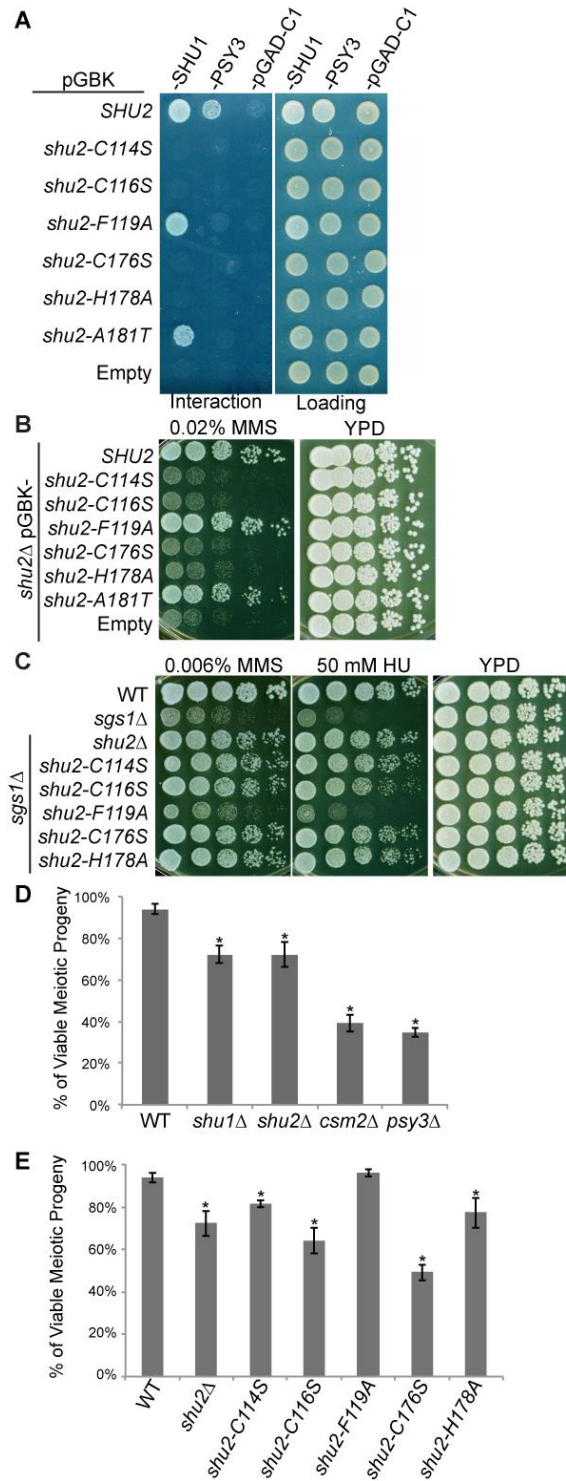 A
pGBK
-SHU1 -PSY3 -pGAD-C1 -SHU1 -PSY3 -pGAD-C1
SHU2
shu2-C114S
shu2-C116S
shu2-F119A
shu2-C176S
shu2-H178A
shu2-A181T
Empty
Interaction Loading
B
0.02% MMS YPD
shu2Δ pGBK-
SHU2
shu2-C114S
shu2-C116S
shu2-F119A
shu2-C176S
shu2-H178A
shu2-A181T
Empty
C
0.006% MMS 50 mM HU YPD
WT
sgs1Δ
sgs1Δ
shu2Δ
shu2-C114S
shu2-C116S
shu2-F119A
shu2-C176S
shu2-H178A
D
% of Viable Meiotic Progeny
100%
80%
60%
40%
20%
0%
* * * *
WT shu1Δ shu2Δ csm2Δ psy3Δ
E
% of Viable Meiotic Progeny
100%
80%
60%
40%
20%
0%
* * * * *
WT shu2Δ shu2-C114S shu2-C116S shu2-F119A shu2-C176S shu2-H178A